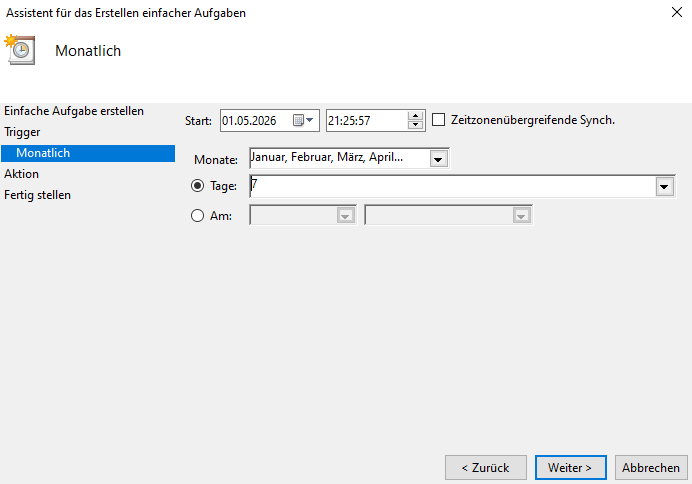 Assistent für das Erstellen einfacher Aufgaben
Monatlich
Einfache Aufgabe erstellen
Trigger
Monatlich
Aktion
Fertig stellen
Start: 01.05.2026 21:25:57 Zeitzonenübergreifende Synch.
Monate: Januar, Februar, März, April...
Tage: 7
Am:
< Zurück Weiter > Abbrechen